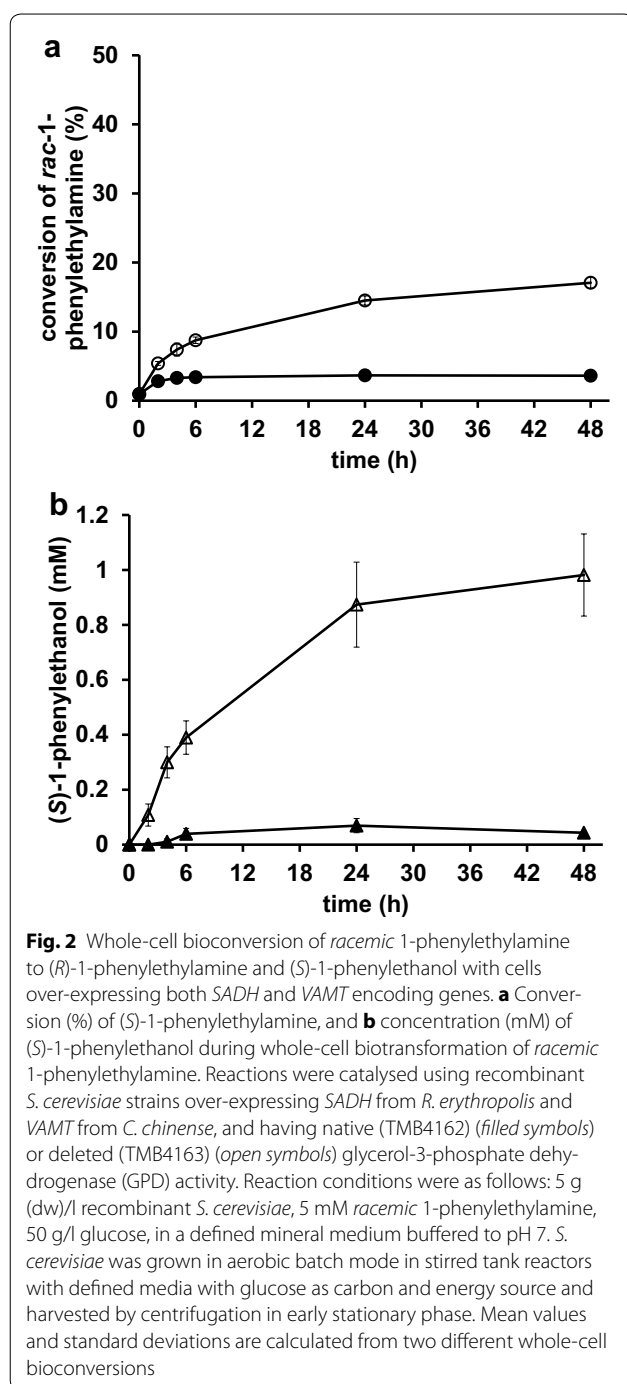 a
50
40
30
20
10
0
conversion of rac-1-
phenylethylamine (%)
0 6 12 18 24 30 36 42 48
time (h)
b
1.2
1
0.8
0.6
0.4
0.2
0
(S)-1-phenylethanol (mM)
0 6 12 18 24 30 36 42 48
time (h)
Fig. 2 Whole-cell bioconversion of racemic 1-phenylethylamine
to (R)-1-phenylethylamine and (S)-1-phenylethanol with cells
over-expressing both SADH and VAMT encoding genes. a Conver-
sion (%) of (S)-1-phenylethylamine, and b concentration (mM) of
(S)-1-phenylethanol during whole-cell biotransformation of racemic
1-phenylethylamine. Reactions were catalysed using recombinant
S. cerevisiae strains over-expressing SADH from R. erythropolis and
VAMT from C. chinense, and having native (TMB4162) (filled symbols)
or deleted (TMB4163) (open symbols) glycerol-3-phosphate dehy-
drogenase (GPD) activity. Reaction conditions were as follows: 5 g
(dw)/l recombinant S. cerevisiae, 5 mM racemic 1-phenylethylamine,
50 g/l glucose, in a defined mineral medium buffered to pH 7. S.
cerevisiae was grown in aerobic batch mode in stirred tank reactors
with defined media with glucose as carbon and energy source and
harvested by centrifugation in early stationary phase. Mean values
and standard deviations are calculated from two different whole-cell
bioconversions